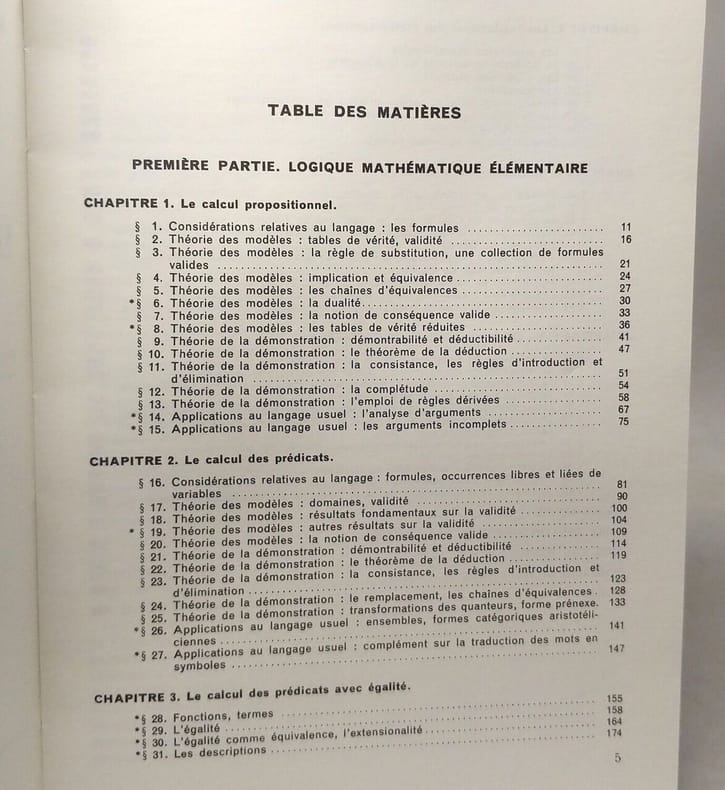 TABLE DES MATIÈRES
PREMIÈRE PARTIE. LOGIQUE MATHÉMATIQUE ÉLÉMENTAIRE
CHAPITRE 1. Le calcul propositionnel.
§ 1. Considérations relatives au langage : les formules ........................ 11
§ 2. Théorie des modèles : tables de vérité, validité ........................ 16
§ 3. Théorie des modèles : la règle de substitution, une collection de formules
valides ........................ 21
§ 4. Théorie des modèles : implication et équivalence ........................ 24
§ 5. Théorie des modèles : les chaînes d'équivalences ........................ 27
*§ 6. Théorie des modèles : la dualité ........................ 30
§ 7. Théorie des modèles : la notion de conséquence valide ........................ 33
*§ 8. Théorie des modèles : les tables de vérité réduites ........................ 36
§ 9. Théorie de la démonstration : démontrabilité et déductibilité ........................ 41
§ 10. Théorie de la démonstration : le théorème de la déduction ........................ 47
§ 11. Théorie de la démonstration : la consistance, les règles d'introduction et
d'élimination ........................ 51
§ 12. Théorie de la démonstration : la complétude ........................ 54
§ 13. Théorie de la démonstration : l'emploi de règles dérivées ........................ 58
*§ 14. Applications au langage usuel : l'analyse d'arguments ........................ 67
*§ 15. Applications au langage usuel : les arguments incomplets ........................ 75
CHAPITRE 2. Le calcul des prédicats.
§ 16. Considérations relatives au langage : formules, occurrences libres et liées de
variables ........................ 81
§ 17. Théorie des modèles : domaines, validité ........................ 90
§ 18. Théorie des modèles : résultats fondamentaux sur la validité ........................ 100
* § 19. Théorie des modèles : autres résultats sur la validité ........................ 104
§ 20. Théorie des modèles : la notion de conséquence valide ........................ 109
§ 21. Théorie de la démonstration : démontrabilité et déductibilité ........................ 114
§ 22. Théorie de la démonstration : le théorème de la déduction ........................ 119
§ 23. Théorie de la démonstration : la consistance, les règles d'introduction et
d'élimination ........................ 123
§ 24. Théorie de la démonstration : le remplacement, les chaînes d'équivalences . 128
§ 25. Théorie de la démonstration : transformations des quanteurs, forme prénexe. 133
*§ 26. Applications au langage usuel : ensembles, formes catégoriques aristotéli-
ciennes ........................ 141
*§ 27. Applications au langage usuel : complément sur la traduction des mots en
symboles ........................ 147
CHAPITRE 3. Le calcul des prédicats avec égalité.
*§ 28. Fonctions, termes ........................ 155
*§ 29. L'égalité ........................ 158
*§ 30. L'égalité comme équivalence, l'extensionalité ........................ 164
*§ 31. Les descriptions ........................ 174
5